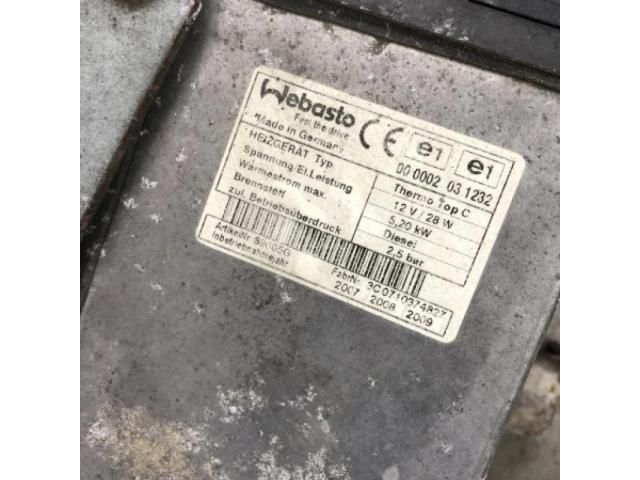 Webasto
Feel the drive
*Made in Germany
CE e1 e1
00 0002 03 1232
HEIZGERÄT Typ Thermo Top C
Spannung/El.Leistung 12 V / 28 W
Wärmestrom max. 5,20 kW
Brennstoff Diesel
zul. Betriebsüberdruck 2,5 bar
ArtikelNr.
FabrNr. 3C0710374827
Inbetriebnahmejahr 2007 2008 2009